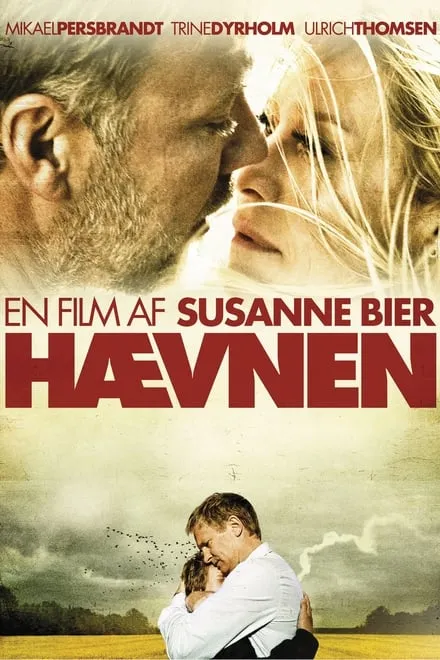 MIKAELPERSBRANDT TRINEDYRHOLM ULRICHTHOMSEN
EN FILM AF SUSANNE BIER
HÆVNEN